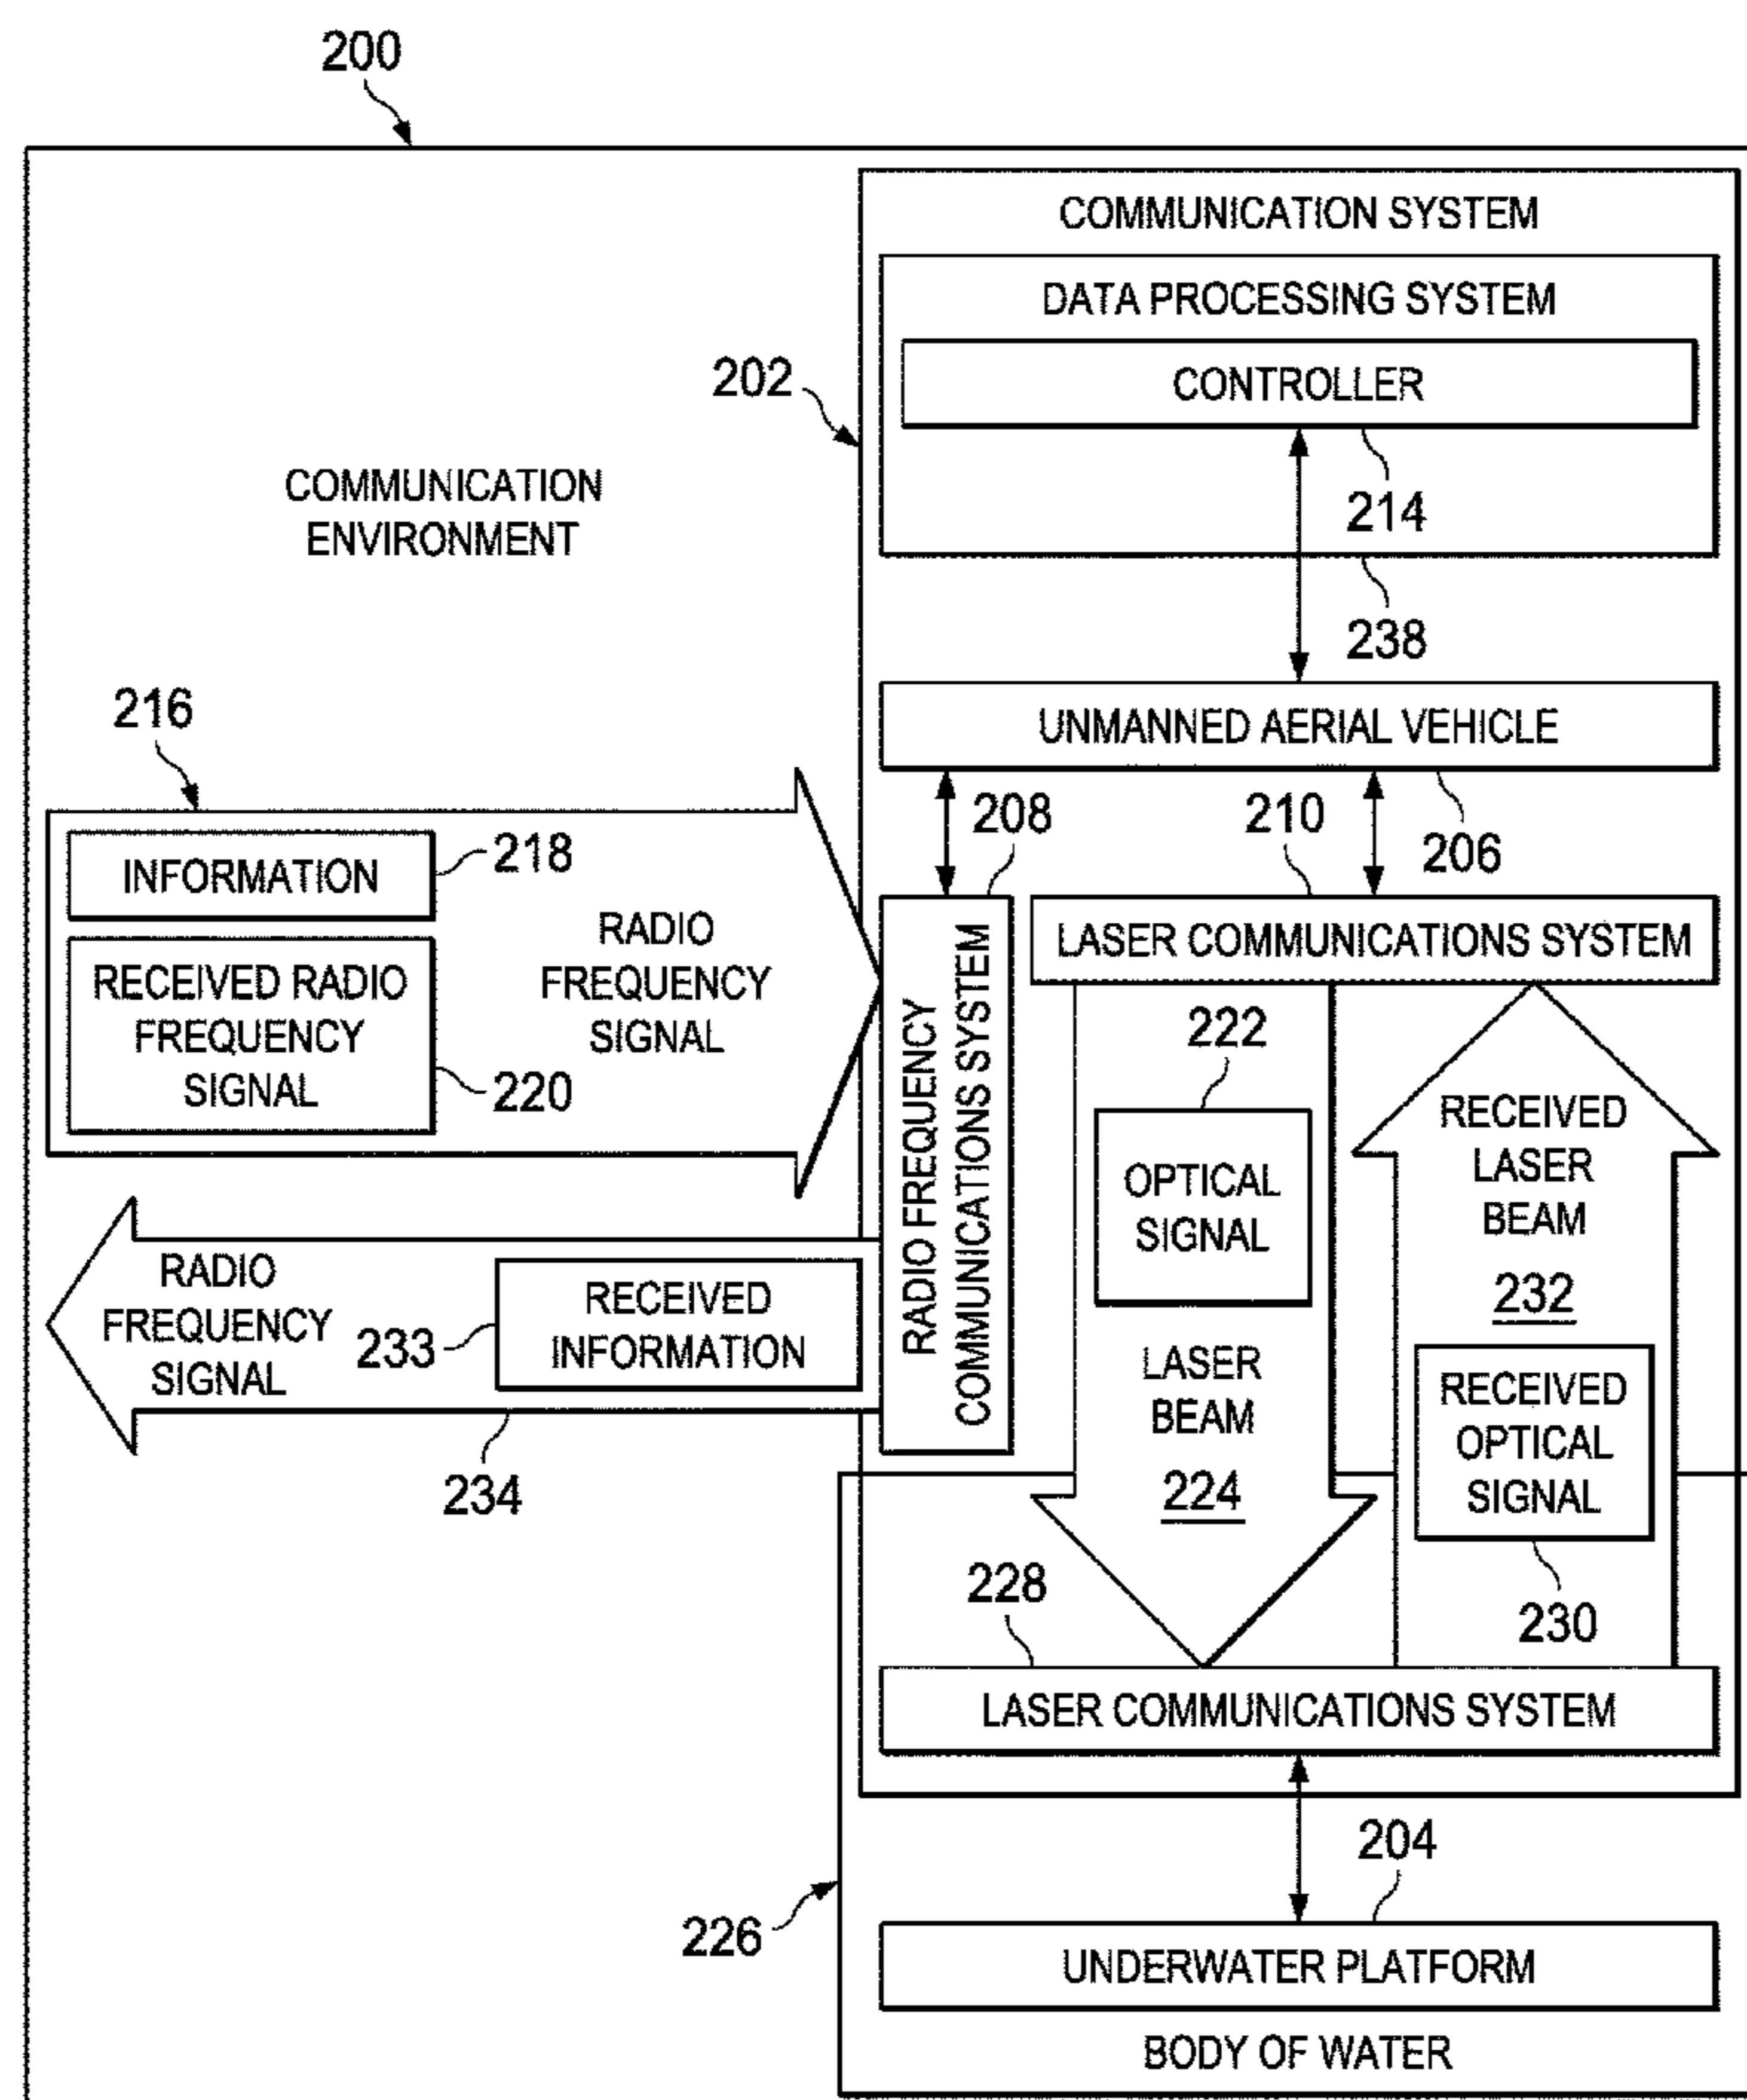 200
COMMUNICATION SYSTEM
DATA PROCESSING SYSTEM
CONTROLLER
202
214
238
COMMUNICATION
ENVIRONMENT
UNMANNED AERIAL VEHICLE
216
208
210
206
INFORMATION
218
RECEIVED RADIO
FREQUENCY
SIGNAL
220
RADIO
FREQUENCY
SIGNAL
RADIO FREQUENCY
COMMUNICATIONS SYSTEM
LASER COMMUNICATIONS SYSTEM
222
OPTICAL
SIGNAL
LASER
BEAM
224
RECEIVED
LASER
BEAM
232
RECEIVED
OPTICAL
SIGNAL
230
RADIO
FREQUENCY
SIGNAL
233
RECEIVED
INFORMATION
234
228
LASER COMMUNICATIONS SYSTEM
204
226
UNDERWATER PLATFORM
BODY OF WATER